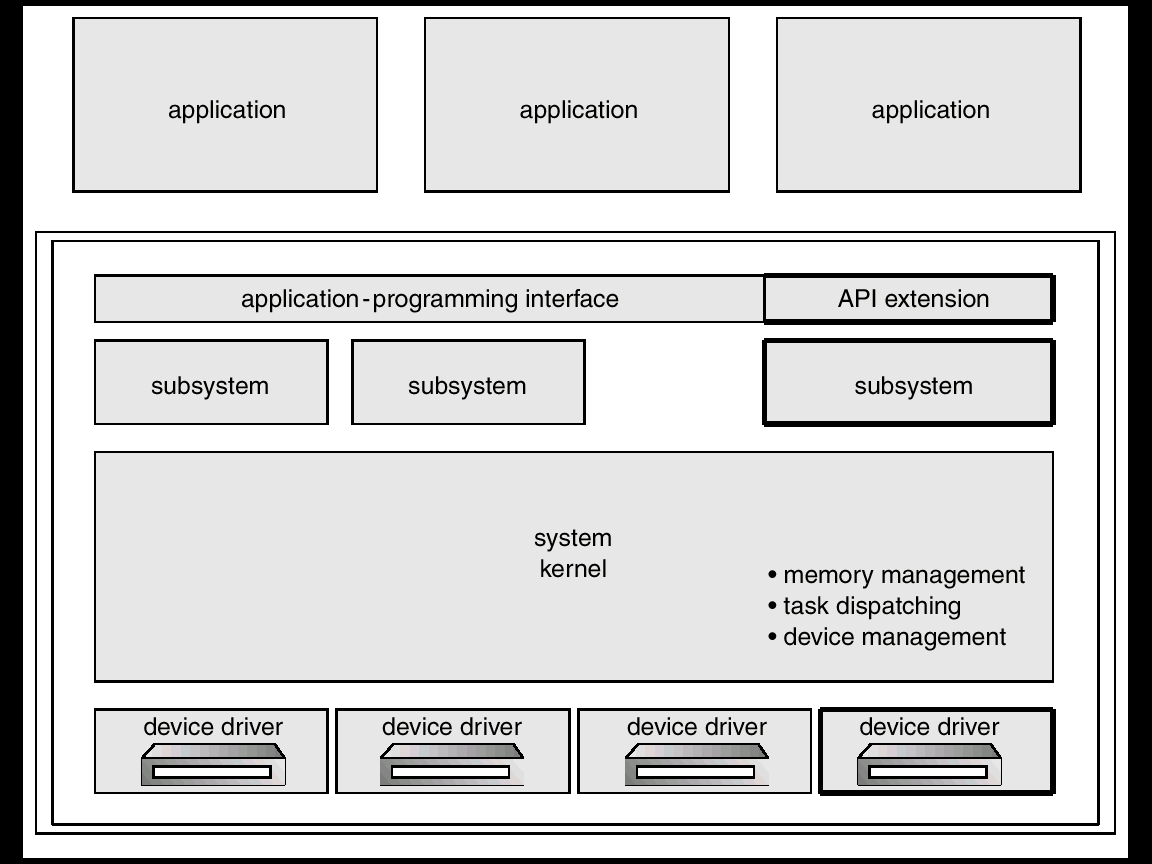 application
application
application
application-programming interface
API extension
subsystem
subsystem
subsystem
system
kernel
• memory management
• task dispatching
• device management
device driver
device driver
device driver
device driver